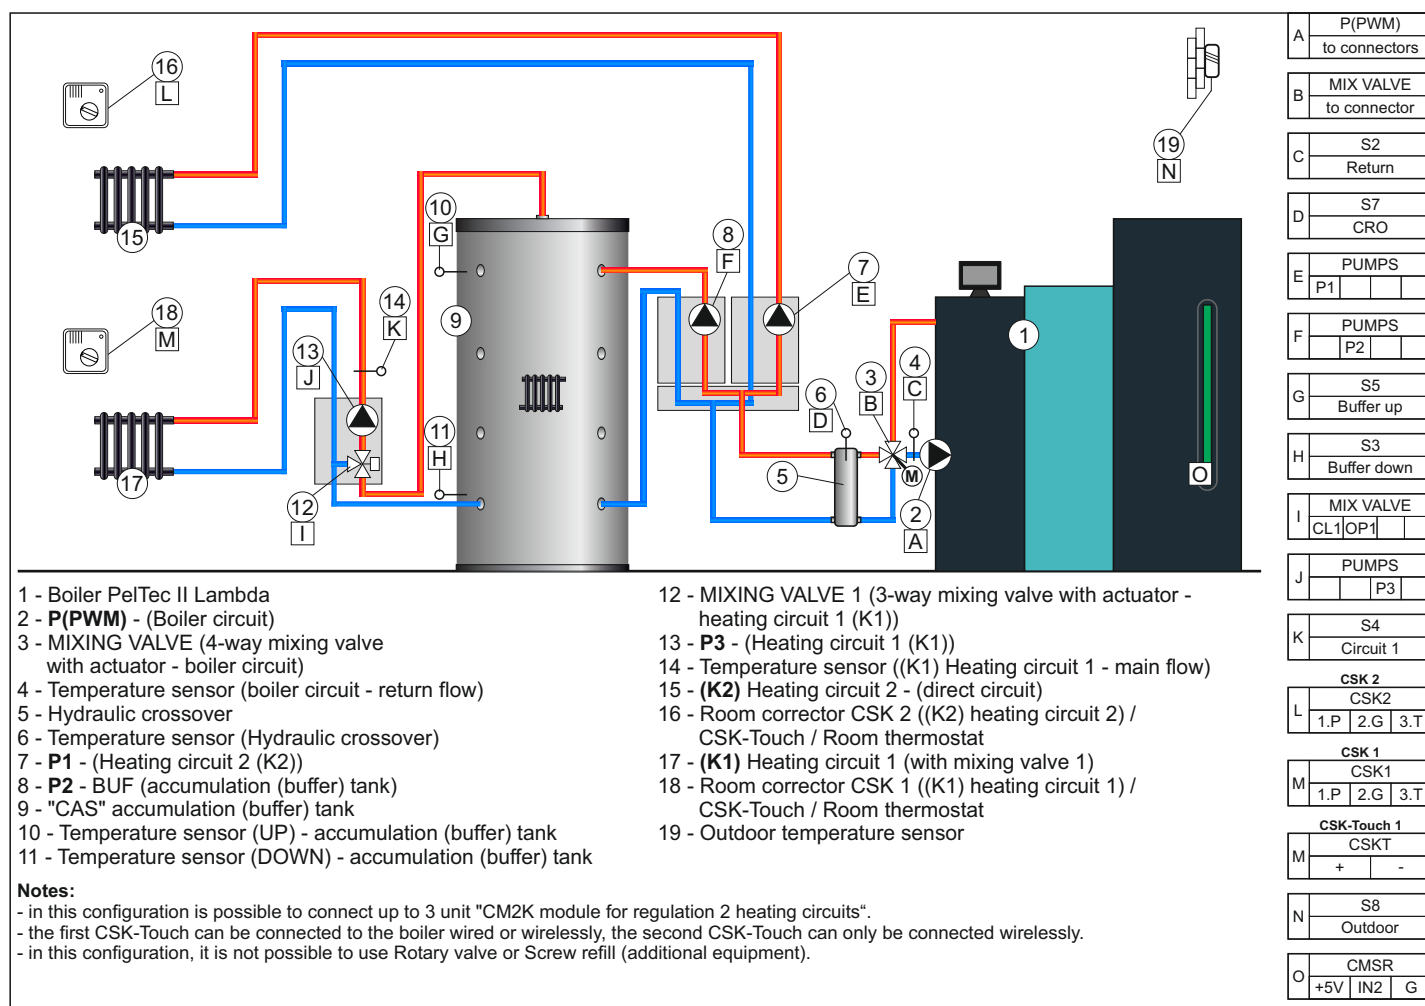 16
L
15
18
M
17
14
K
13
J
12
I
10
G
9
11
H
8
F
7
E
6
D
5
3
B
4
C
M
2
A
1
O
19
N
1 - Boiler PelTec II Lambda
2 - P(PWM) - (Boiler circuit)
3 - MIXING VALVE (4-way mixing valve
with actuator - boiler circuit)
4 - Temperature sensor (boiler circuit - return flow)
5 - Hydraulic crossover
6 - Temperature sensor (Hydraulic crossover)
7 - P1 - (Heating circuit 2 (K2))
8 - P2 - BUF (accumulation (buffer) tank)
9 - "CAS" accumulation (buffer) tank
10 - Temperature sensor (UP) - accumulation (buffer) tank
11 - Temperature sensor (DOWN) - accumulation (buffer) tank
12 - MIXING VALVE 1 (3-way mixing valve with actuator -
heating circuit 1 (K1))
13 - P3 - (Heating circuit 1 (K1))
14 - Temperature sensor ((K1) Heating circuit 1 - main flow)
15 - (K2) Heating circuit 2 - (direct circuit)
16 - Room corrector CSK 2 ((K2) heating circuit 2) /
CSK-Touch / Room thermostat
17 - (K1) Heating circuit 1 (with mixing valve 1)
18 - Room corrector CSK 1 ((K1) heating circuit 1) /
CSK-Touch / Room thermostat
19 - Outdoor temperature sensor
Notes:
- in this configuration is possible to connect up to 3 unit "CM2K module for regulation 2 heating circuits“.
- the first CSK-Touch can be connected to the boiler wired or wirelessly, the second CSK-Touch can only be connected wirelessly.
- in this configuration, it is not possible to use Rotary valve or Screw refill (additional equipment).
A
P(PWM)
to connectors
B
MIX VALVE
to connector
C
S2
Return
D
S7
CRO
E
PUMPS
P1
F
PUMPS
P2
G
S5
Buffer up
H
S3
Buffer down
I
MIX VALVE
CL1 OP1
J
PUMPS
P3
K
S4
Circuit 1
CSK 2
L
CSK2
1.P 2.G 3.T
CSK 1
M
CSK1
1.P 2.G 3.T
CSK-Touch 1
M
CSKT
+ -
N
S8
Outdoor
O
CMSR
+5V IN2 G